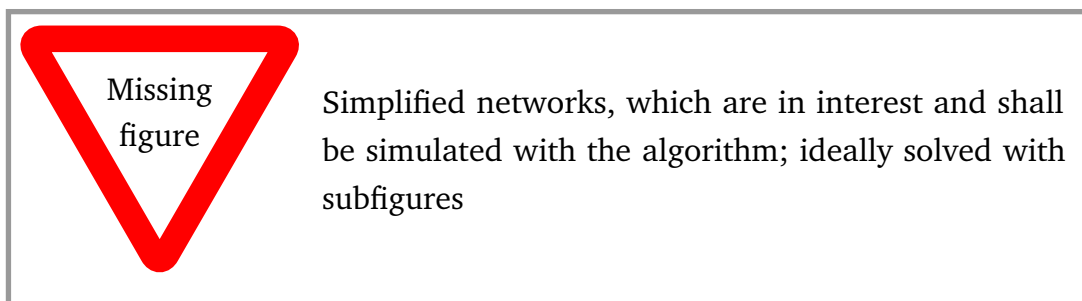 Missing
figure
Simplified networks, which are in interest and shall
be simulated with the algorithm; ideally solved with
subfigures